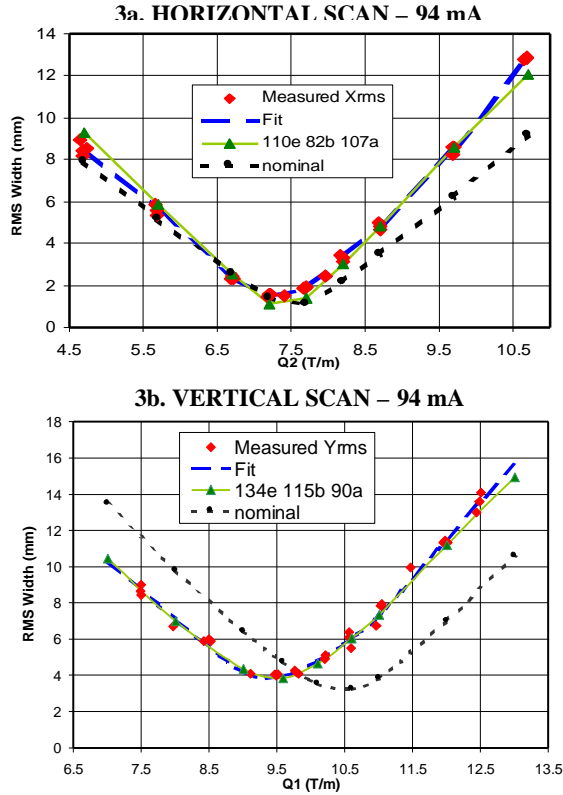 3a. HORIZONTAL SCAN – 94 mA
14
12
10
8
6
4
2
0
RMS Width (mm)
Measured Xrms
Fit
110e 82b 107a
nominal
4.5 5.5 6.5 7.5 8.5 9.5 10.5
Q2 (T/m)
3b. VERTICAL SCAN – 94 mA
18
16
14
12
10
8
6
4
2
0
RMS Width (mm)
Measured Yrms
Fit
134e 115b 90a
nominal
6.5 7.5 8.5 9.5 10.5 11.5 12.5 13.5
Q1 (T/m)